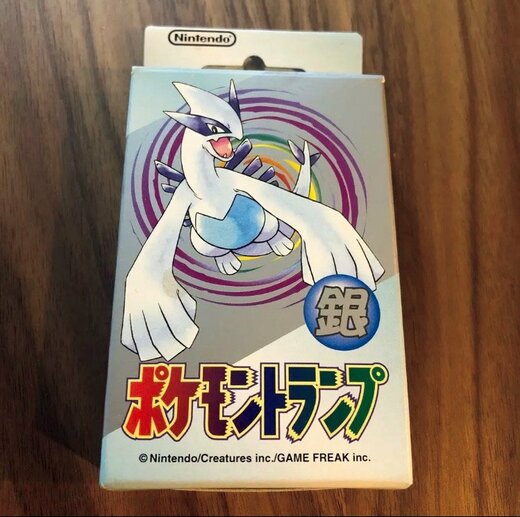 Nintendo
銀
ポケモントランプ
©Nintendo/Creatures inc./GAME FREAK inc.